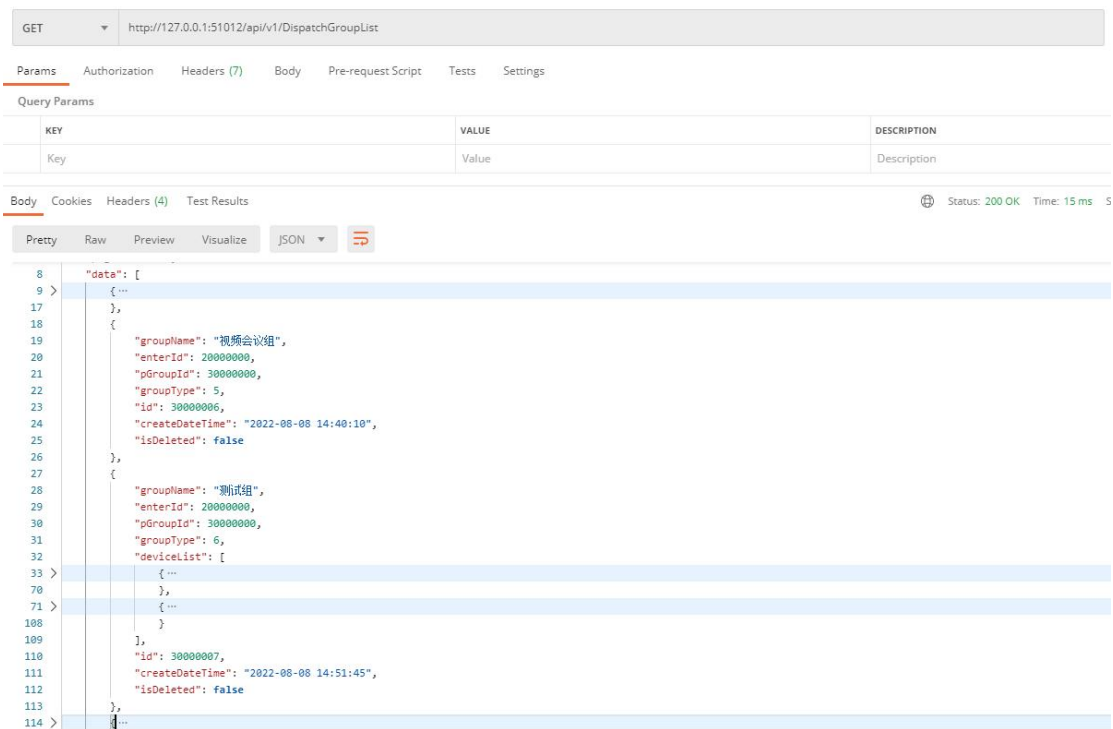 GET http://127.0.0.1:51012/api/v1/DispatchGroupList
Params Authorization Headers (7) Body Pre-request Script Tests Settings
Query Params
KEY VALUE DESCRIPTION
Key Value Description
Body Cookies Headers (4) Test Results Status: 200 OK Time: 15 ms S
Pretty Raw Preview Visualize JSON
8 "data": [
9 { ...
17 },
18 {
19 "groupName": "视频会议组",
20 "enterId": 20000000,
21 "pGroupId": 30000000,
22 "groupType": 5,
23 "id": 30000006,
24 "createDateTime": "2022-08-08 14:40:10",
25 "isDeleted": false
26 },
27 {
28 "groupName": "测试组",
29 "enterId": 20000000,
30 "pGroupId": 30000000,
31 "groupType": 6,
32 "deviceList": [
33 { ...
70 },
71 { ...
108 }
109 ],
110 "id": 30000007,
111 "createDateTime": "2022-08-08 14:51:45",
112 "isDeleted": false
113 },
114 { ...